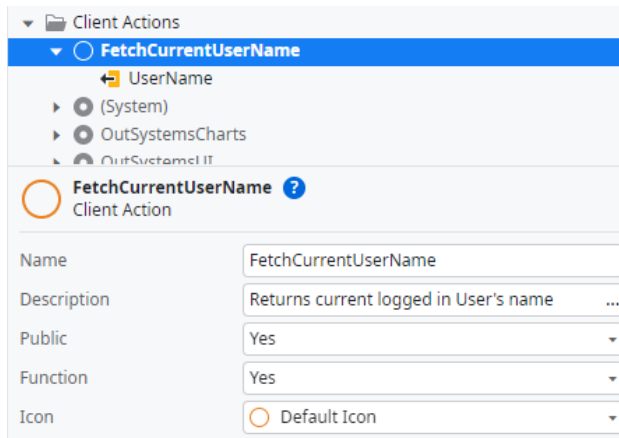 Client Actions
FetchCurrentUserName
UserName
(System)
OutSystemsCharts
OutSystemsUI
FetchCurrentUserName ?
Client Action
Name FetchCurrentUserName
Description Returns current logged in User's name ...
Public Yes
Function Yes
Icon Default Icon